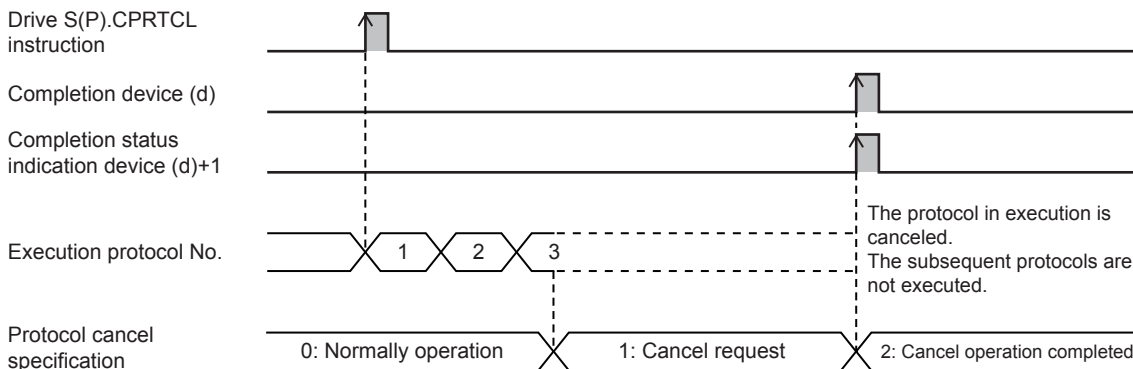 Drive S(P).CPRTCL
instruction
Completion device (d)
Completion status
indication device (d)+1
Execution protocol No.
1
2
3
The protocol in execution is
canceled.
The subsequent protocols are
not executed.
Protocol cancel
specification
0: Normally operation
1: Cancel request
2: Cancel operation completed